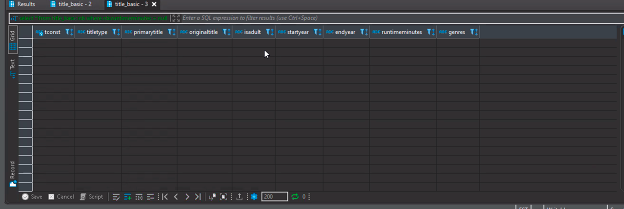 Results title_basic - 2 title_basic - 3
Enter a SQL expression to filter results (use Ctrl+Space)
Grid tconst titletype primarytitle originaltitle isadult startyear endyear runtimeminutes genres
Text
Record
Save Cancel Script 200 0